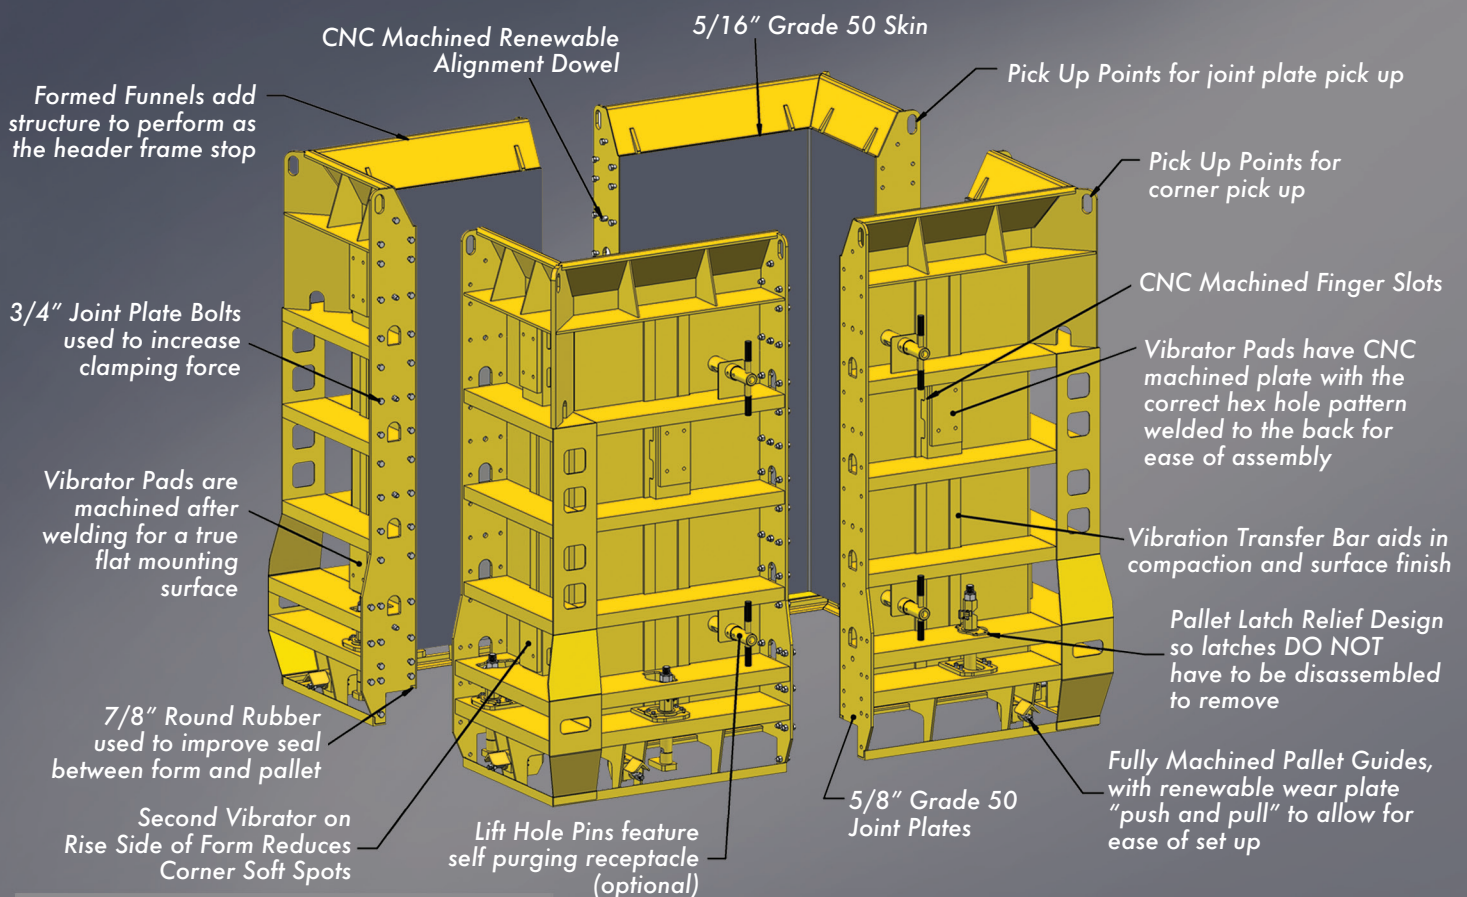 5/16” Grade 50 Skin
CNC Machined Renewable
Alignment Dowel
Pick Up Points for joint plate pick up
Formed Funnels add
structure to perform as
the header frame stop
Pick Up Points for
corner pick up
CNC Machined Finger Slots
3/4” Joint Plate Bolts
used to increase
clamping force
Vibrator Pads have CNC
machined plate with the
correct hex hole pattern
welded to the back for
ease of assembly
Vibrator Pads are
machined after
welding for a true
flat mounting
surface
Vibration Transfer Bar aids in
compaction and surface finish
Pallet Latch Relief Design
so latches DO NOT
have to be disassembled
to remove
7/8” Round Rubber
used to improve seal
between form and pallet
Fully Machined Pallet Guides,
with renewable wear plate
“push and pull” to allow for
ease of set up
5/8” Grade 50
Joint Plates
Second Vibrator on
Rise Side of Form Reduces
Corner Soft Spots
Lift Hole Pins feature
self purging receptacle
(optional)